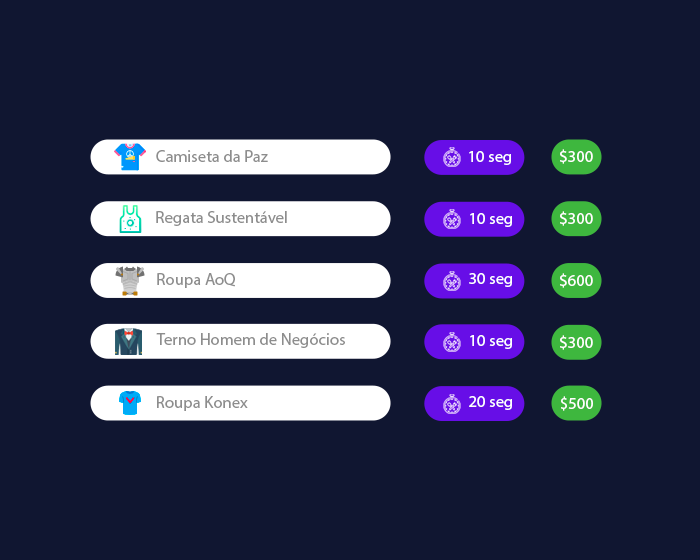 Camiseta da Paz 10 seg $300
Regata Sustentável 10 seg $300
Roupa AoQ 30 seg $600
Terno Homem de Negócios 10 seg $300
Roupa Konex 20 seg $500